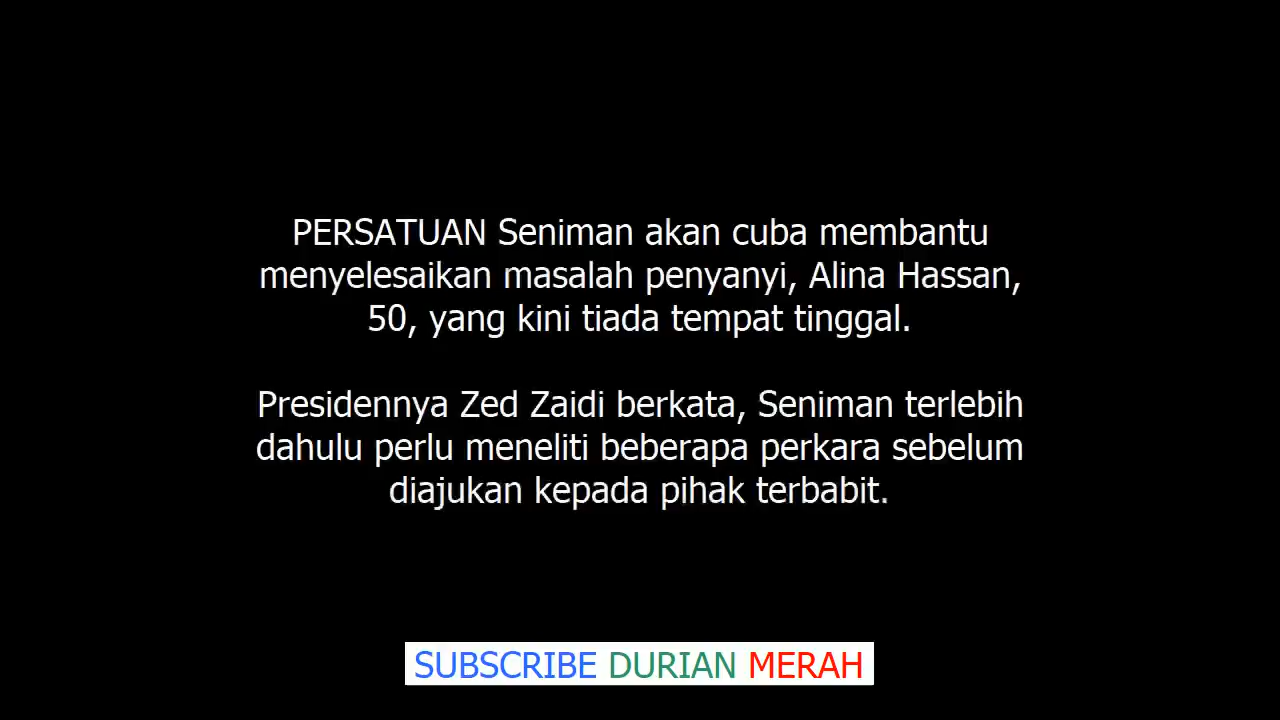 PERSATUAN Seniman akan cuba membantu
menyelesaikan masalah penyanyi, Alina Hassan,
50, yang kini tiada tempat tinggal.
Presidennya Zed Zaidi berkata, Seniman terlebih
dahulu perlu meneliti beberapa perkara sebelum
diajukan kepada pihak terbabit.
SUBSCRIBE DURIAN MERAH